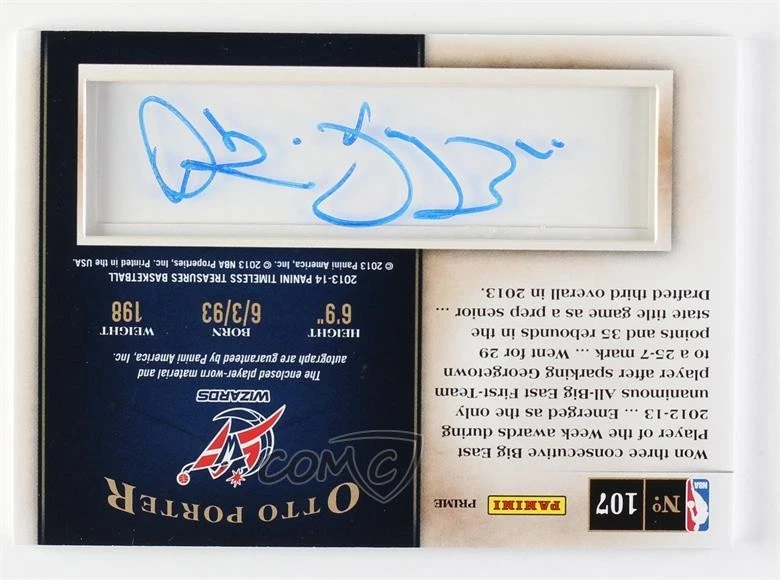 NBA
Nº
107
PANINI
PRIME
Won three consecutive Big East
Player of the Week awards during
2012-13 ... Emerged as the only
unanimous All-Big East First-Team
player after sparking Georgetown
to a 25-7 mark ... Went for 29
points and 35 rebounds in the
state title game as a prep senior ...
Drafted third overall in 2013.
OTTO PORTER
WIZARDS
The enclosed player-worn material and
autograph are guaranteed by Panini America, Inc.
HEIGHT BORN WEIGHT
6'9" 6/3/93 198
2013-14 PANINI TIMELESS TREASURES BASKETBALL
© 2013 Panini America, Inc. © 2013 NBA Properties, Inc. Printed in the USA.
COMC